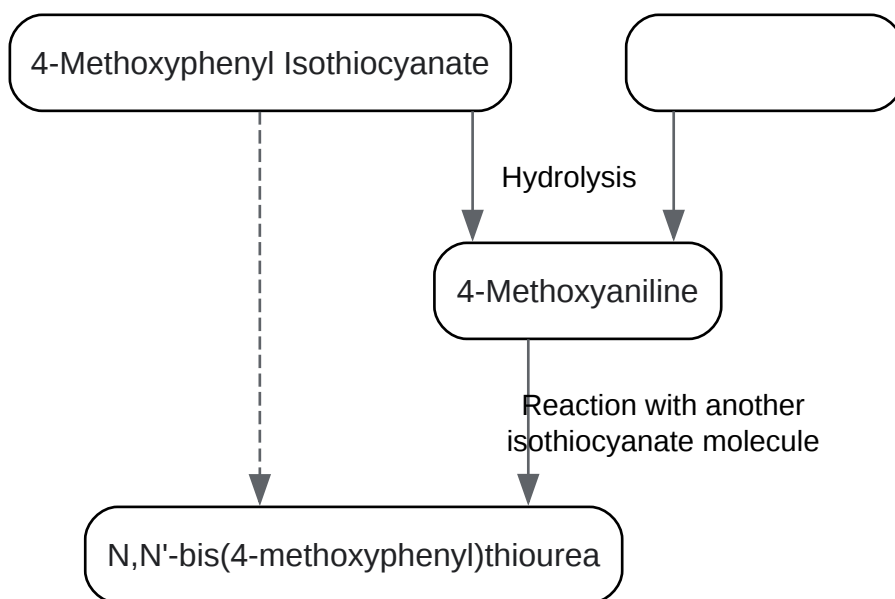 4-Methoxyphenyl Isothiocyanate
Hydrolysis
4-Methoxyaniline
Reaction with another
isothiocyanate molecule
N,N'-bis(4-methoxyphenyl)thiourea